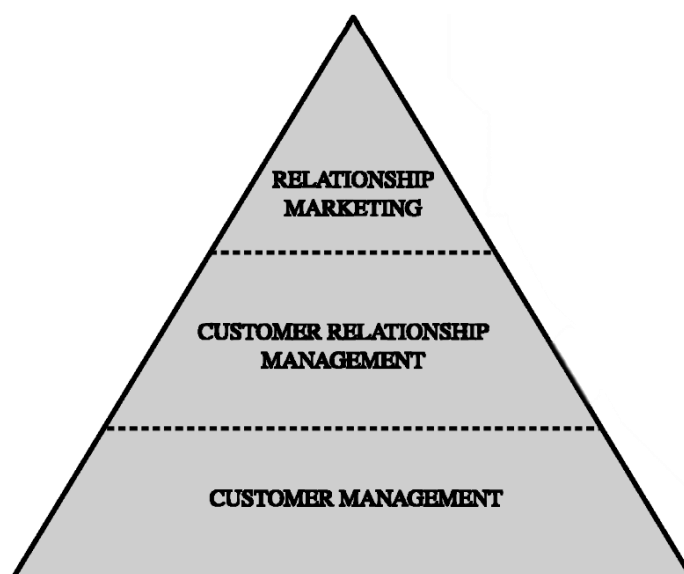 RELATIONSHIP
MARKETING
CUSTOMER RELATIONSHIP
MANAGEMENT
CUSTOMER MANAGEMENT